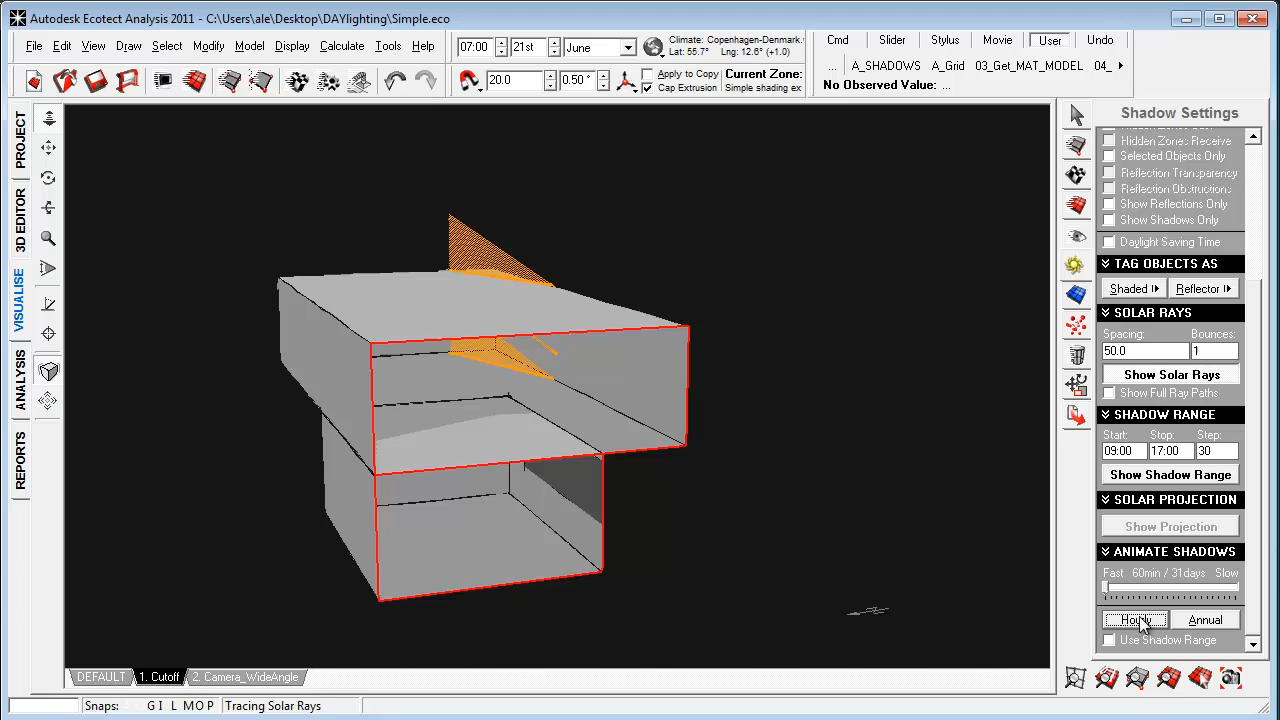 Autodesk Ecotect Analysis 2011 - C:\Users\ale\Desktop\DAYlighting\Simple.eco
File Edit View Draw Select Modify Model Display Calculate Tools Help
07:00 21st June
Climate: Copenhagen-Denmark.
Lat: 55.7° Lng: 12.6° (+1.0)
Cmd Slider Stylus Movie User Undo
... A_SHADOWS A_Grid 03_Get_MAT_MODEL 04_
No Observed Value: ...
20.0 0.50 °
Apply to Copy
Cap Extrusion
Current Zone
Simple shading ex
PROJECT
3D EDITOR
VISUALISE
ANALYSIS
REPORTS
Shadow Settings
Hidden Zones Receive
Selected Objects Only
Reflection Transparency
Reflection Obstructions
Show Reflections Only
Show Shadows Only
Daylight Saving Time
TAG OBJECTS AS
Shaded Reflector
SOLAR RAYS
Spacing: Bounces:
50.0 1
Show Solar Rays
Show Full Ray Paths
SHADOW RANGE
Start: Stop: Step:
09:00 17:00 30
Show Shadow Range
SOLAR PROJECTION
Show Projection
ANIMATE SHADOWS
Fast 60min / 31days Slow
Hourly Annual
Use Shadow Range
DEFAULT 1. Cutoff 2. Camera_WideAngle
Snaps: G I L M O P Tracing Solar Rays